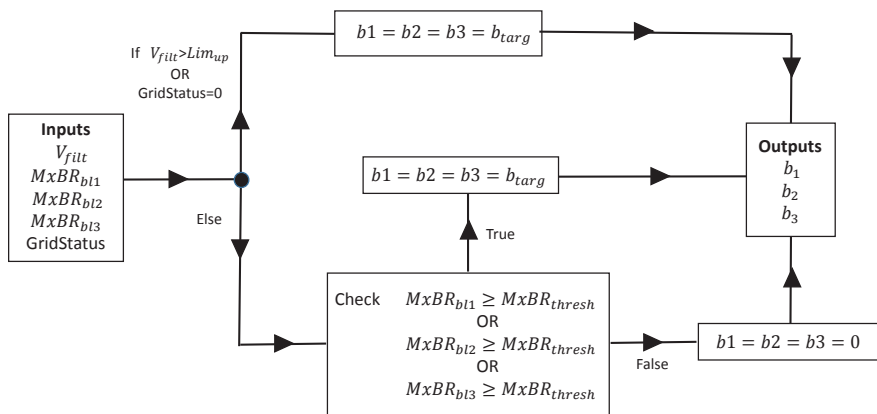 b1 = b2 = b3 = b_targ
If V_filt>Lim_up
OR
GridStatus=0
Inputs
V_filt
MxBR_bl1
MxBR_bl2
MxBR_bl3
GridStatus
b1 = b2 = b3 = b_targ
Outputs
b_1
b_2
b_3
Else
True
Check MxBR_bl1 ≥ MxBR_thresh
OR
MxBR_bl2 ≥ MxBR_thresh
OR
MxBR_bl3 ≥ MxBR_thresh
False
b1 = b2 = b3 = 0